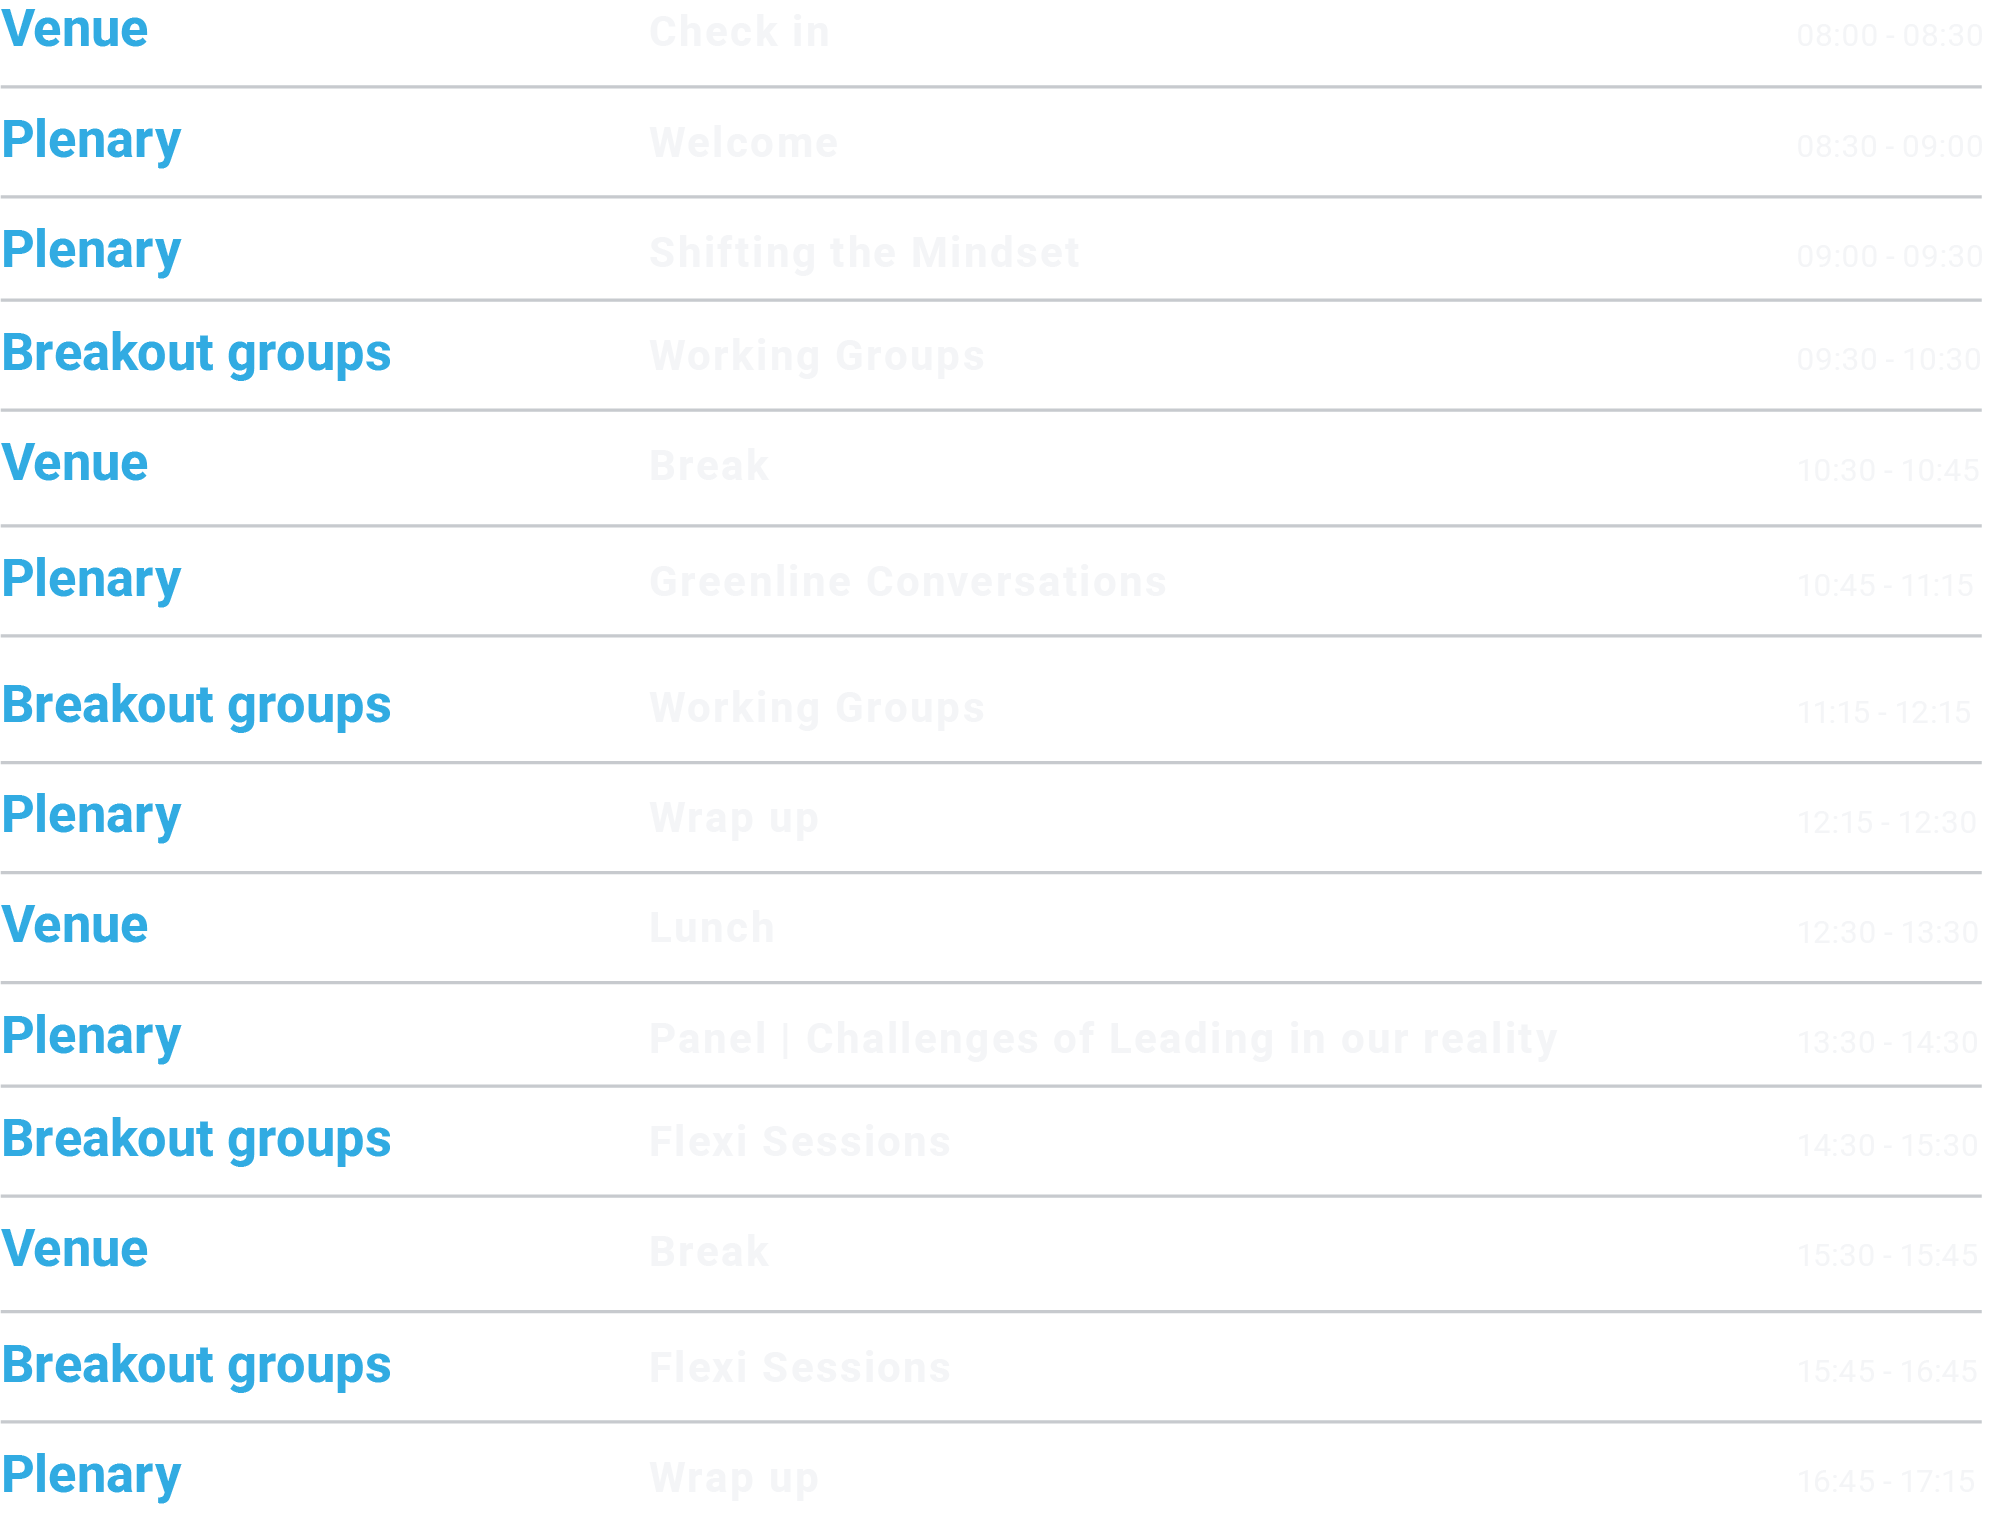 Venue Check in 08:00 - 08:30
Plenary Welcome 08:30 - 09:00
Plenary Shifting the Mindset 09:00 - 09:30
Breakout groups Working Groups 09:30 - 10:30
Venue Break 10:30 - 10:45
Plenary Greenline Conversations 10:45 - 11:15
Breakout groups Working Groups 11:15 - 12:15
Plenary Wrap up 12:15 - 12:30
Venue Lunch 12:30 - 13:30
Plenary Panel | Challenges of Leading in our reality 13:30 - 14:30
Breakout groups Flexi Sessions 14:30 - 15:30
Venue Break 15:30 - 15:45
Breakout groups Flexi Sessions 15:45 - 16:45
Plenary Wrap up 16:45 - 17:15